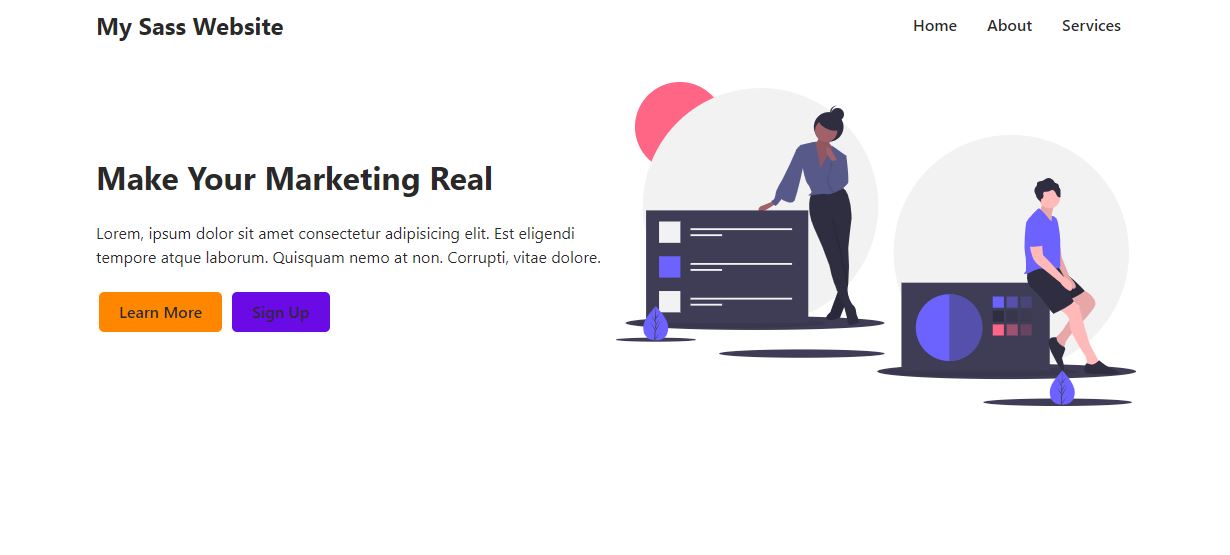 My Sass Website
Home About Services
Make Your Marketing Real
Lorem, ipsum dolor sit amet consectetur adipisicing elit. Est eligendi
tempore atque laborum. Quisquam nemo at non. Corrupti, vitae dolore.
Learn More Sign Up